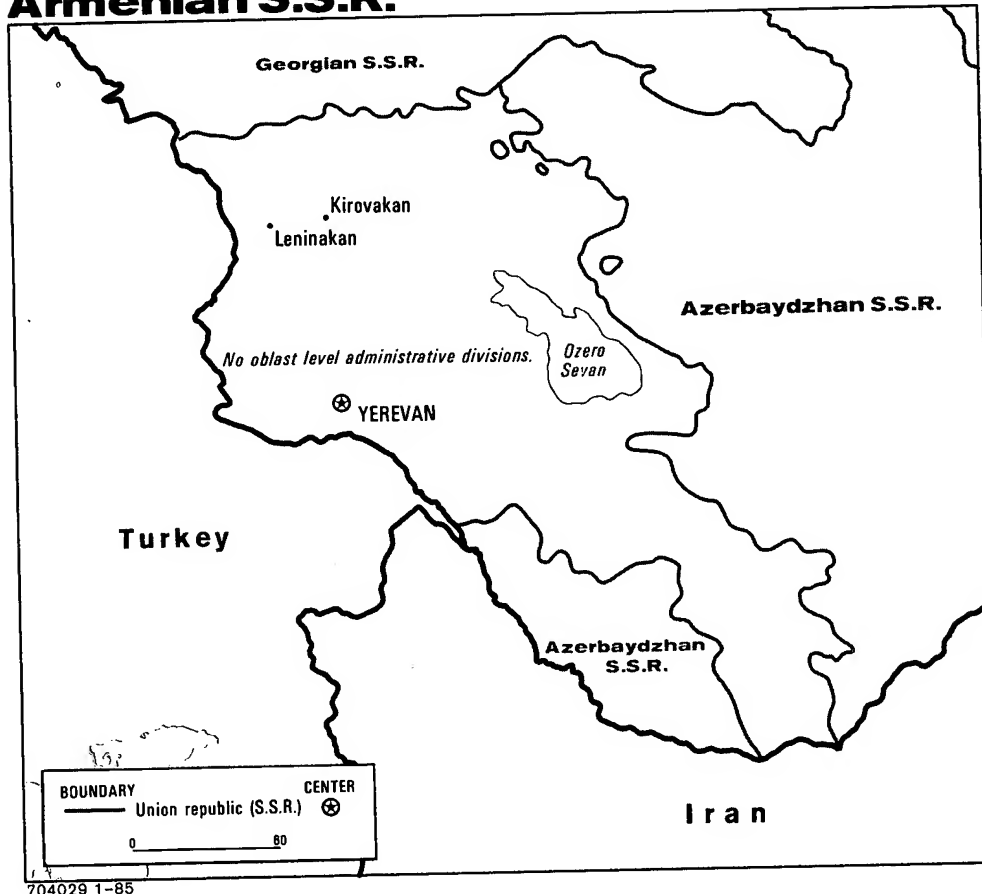 Armenian S.S.R.
Georgian S.S.R.
Kirovakan
Leninakan
Azerbaydzhan S.S.R.
No oblast level administrative divisions.
Ozero
Sevan
YEREVAN
Turkey
Azerbaydzhan
S.S.R.
Iran
BOUNDARY
CENTER
Union republic (S.S.R.)
0 80
704029 1-85